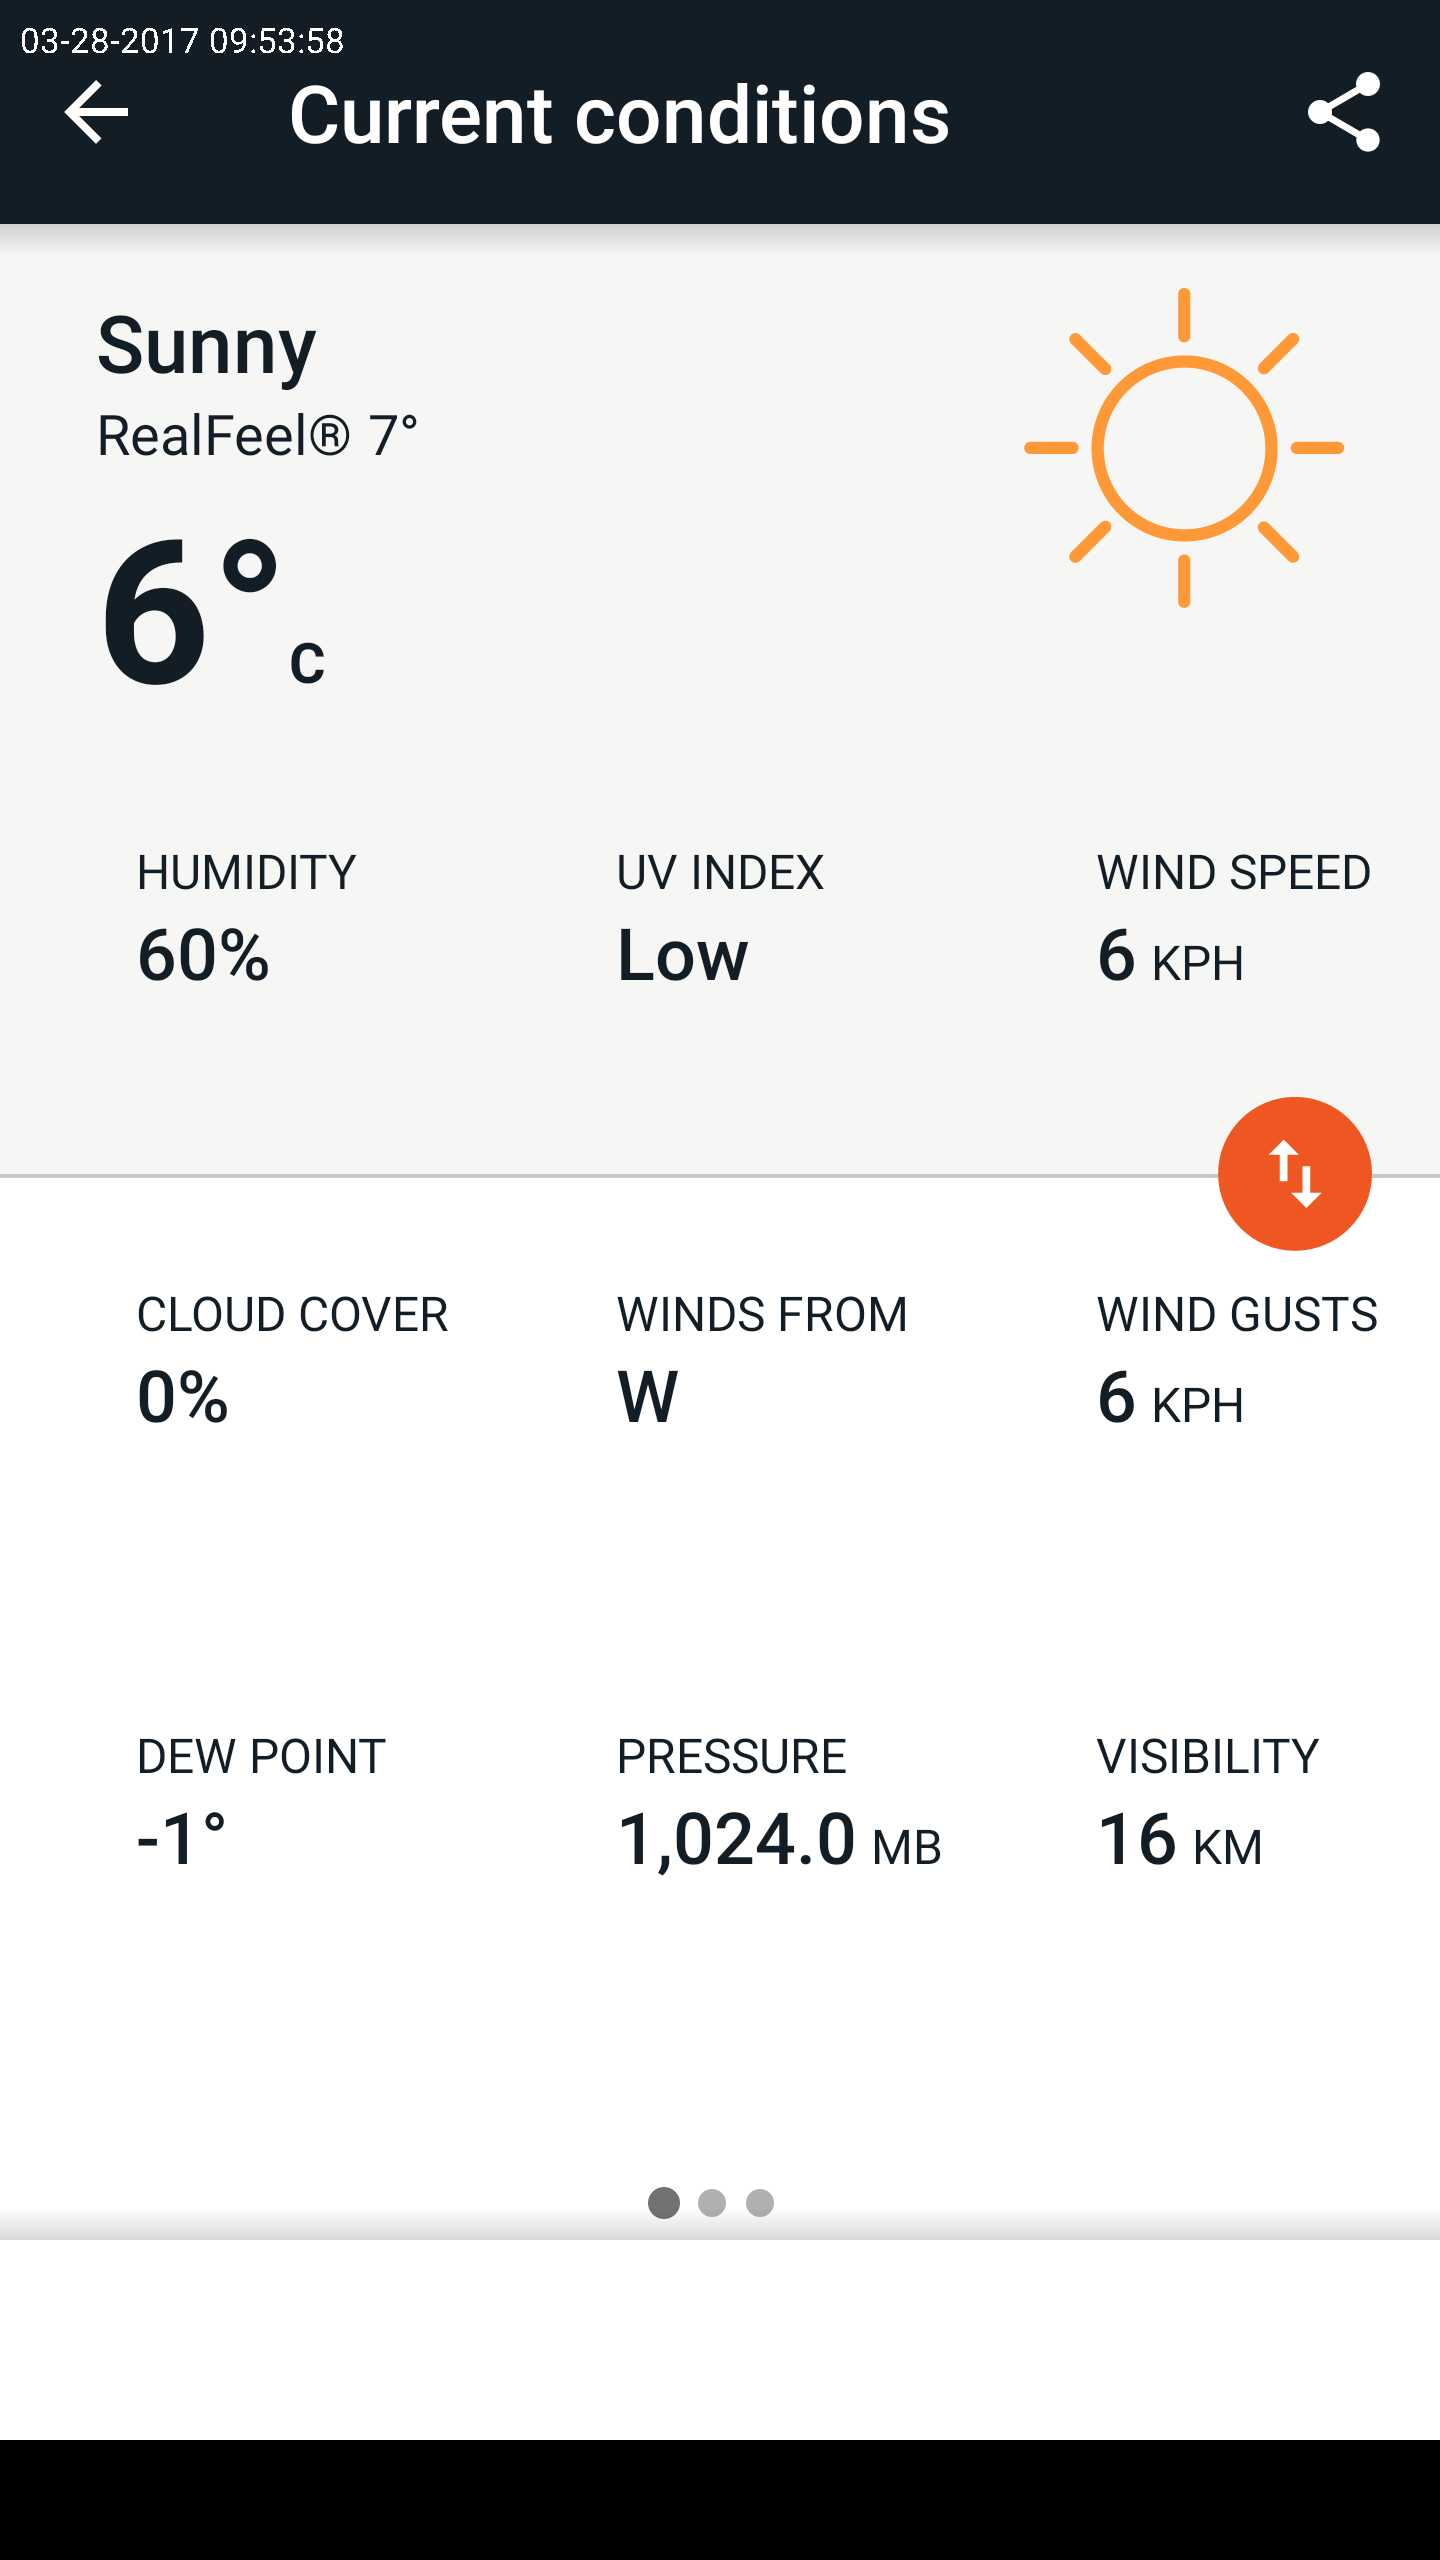 03-28-2017 09:53:58
Current conditions
Sunny
RealFeel® 7°
6° C
HUMIDITY UV INDEX WIND SPEED
60% Low 6 KPH
CLOUD COVER WINDS FROM WIND GUSTS
0% W 6 KPH
DEW POINT PRESSURE VISIBILITY
-1° 1,024.0 MB 16 KM